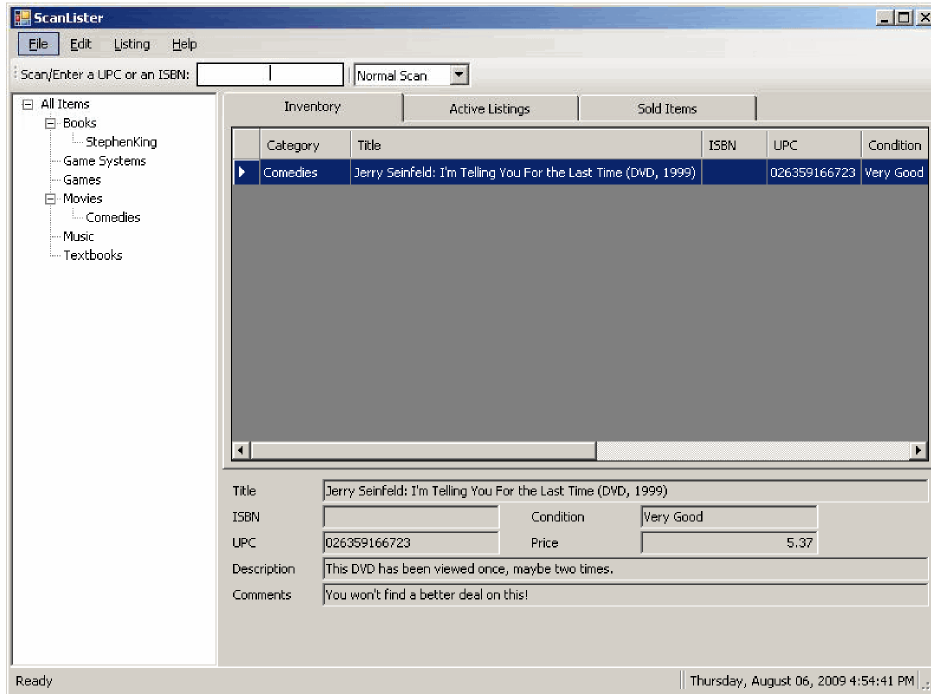 ScanLister
File Edit Listing Help
Scan/Enter a UPC or an ISBN: Normal Scan
All Items
Books
StephenKing
Game Systems
Games
Movies
Comedies
Music
Textbooks
Inventory Active Listings Sold Items
Category Title ISBN UPC Condition
Comedies Jerry Seinfeld: I'm Telling You For the Last Time (DVD, 1999) 026359166723 Very Good
Title Jerry Seinfeld: I'm Telling You For the Last Time (DVD, 1999)
ISBN Condition Very Good
UPC 026359166723 Price 5.37
Description This DVD has been viewed once, maybe two times.
Comments You won't find a better deal on this!
Ready Thursday, August 06, 2009 4:54:41 PM